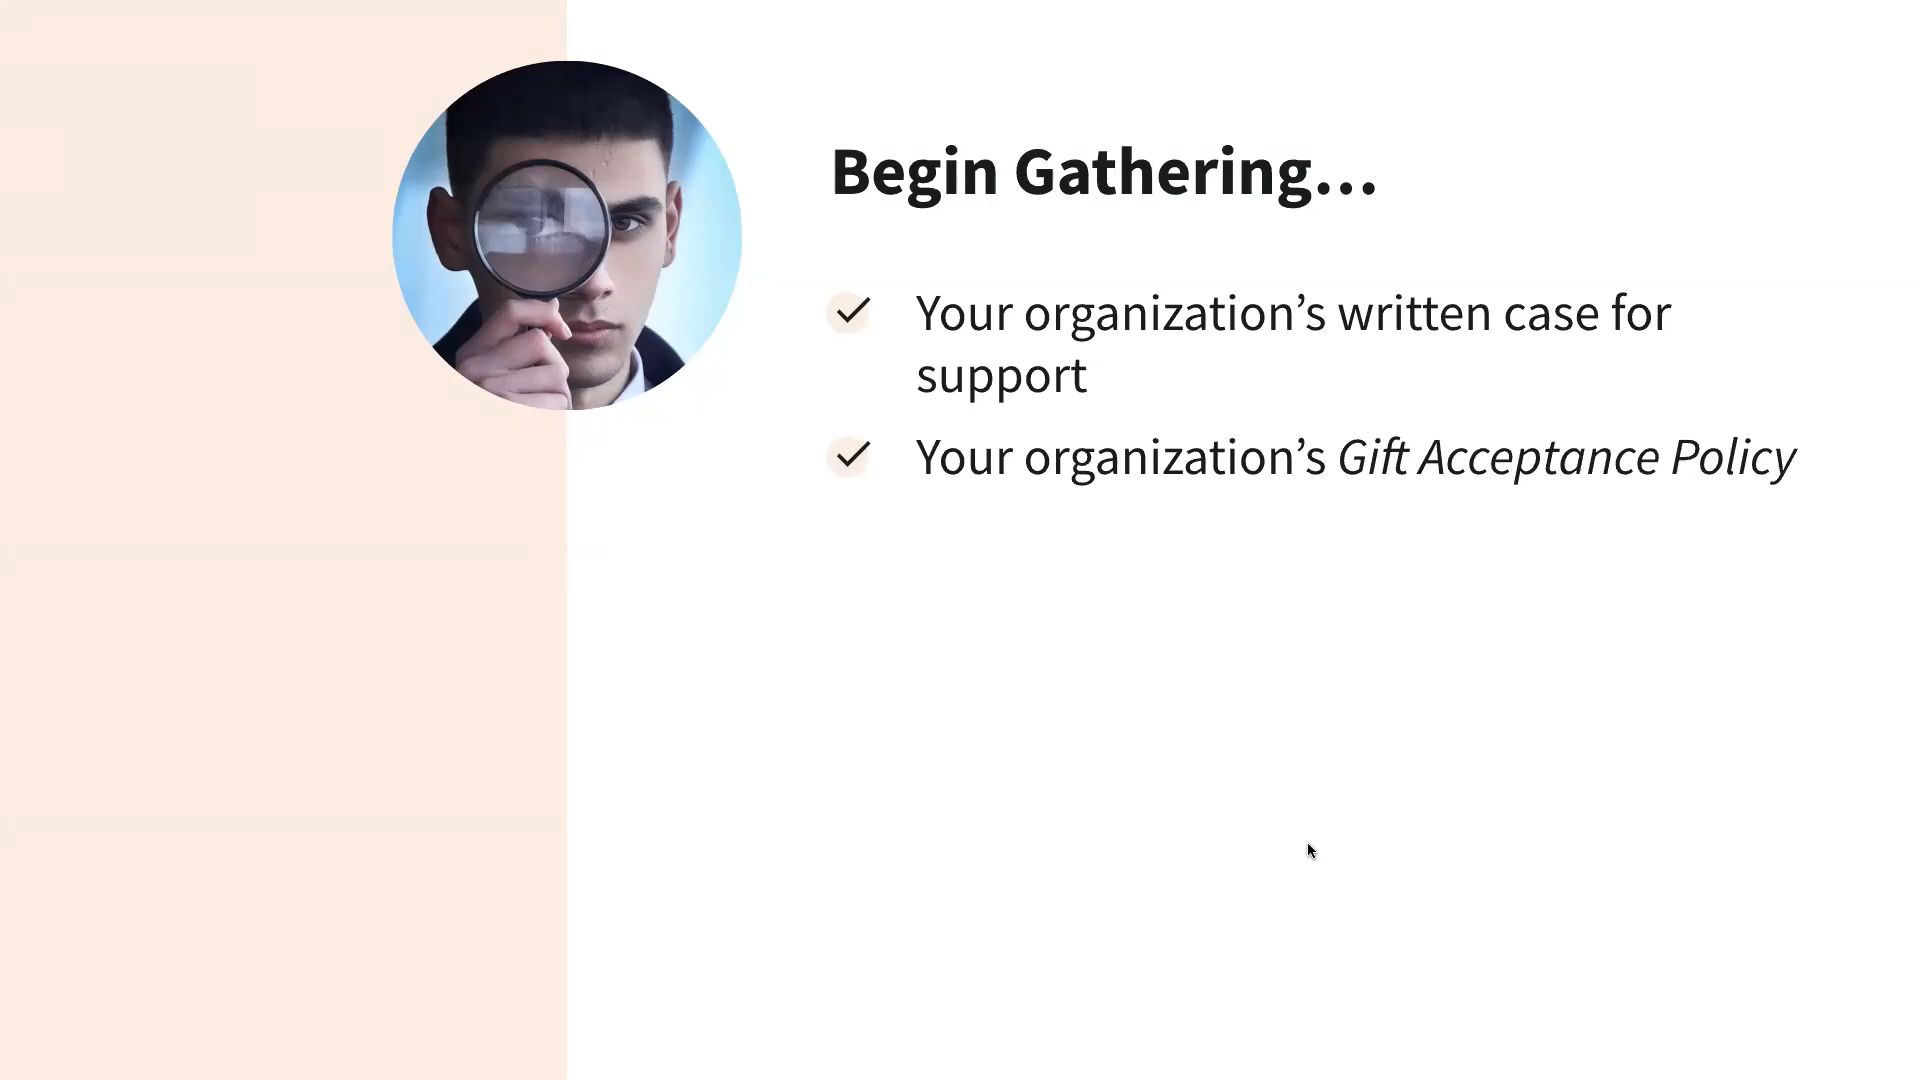 Begin Gathering…
Your organization’s written case for
support
Your organization’s Gift Acceptance Policy